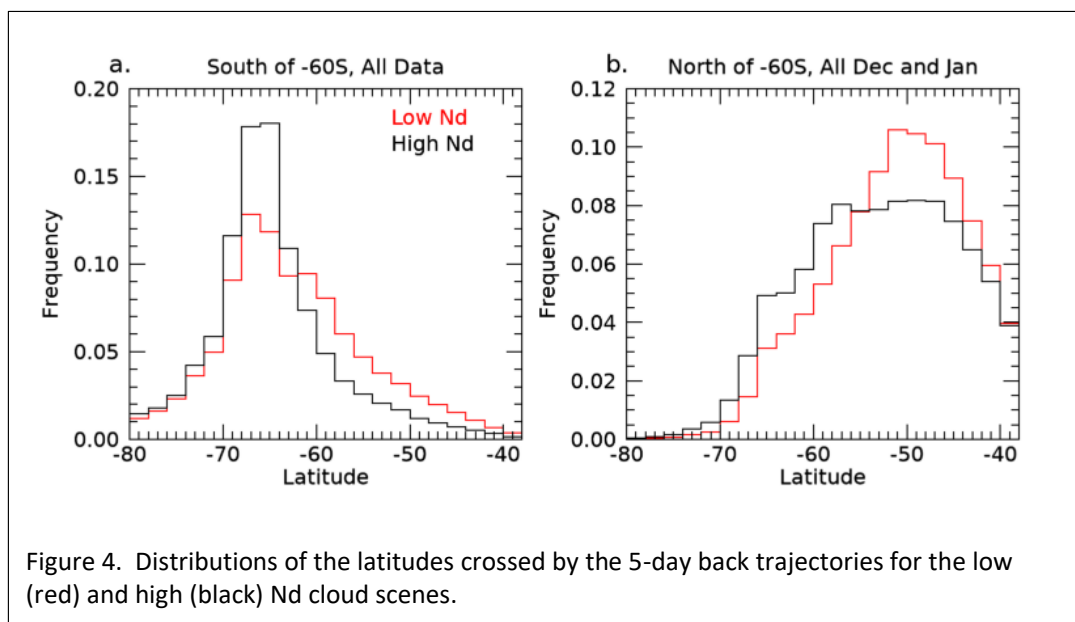 a. South of -60S, All Data
b. North of -60S, All Dec and Jan
0.20
0.15
0.10
0.05
0.00
Frequency
Low Nd
High Nd
-80 -70 -60 -50 -40
Latitude
0.12
0.10
0.08
0.06
0.04
0.02
0.00
Frequency
-80 -70 -60 -50 -40
Latitude
Figure 4.  Distributions of the latitudes crossed by the 5-day back trajectories for the low
(red) and high (black) Nd cloud scenes.